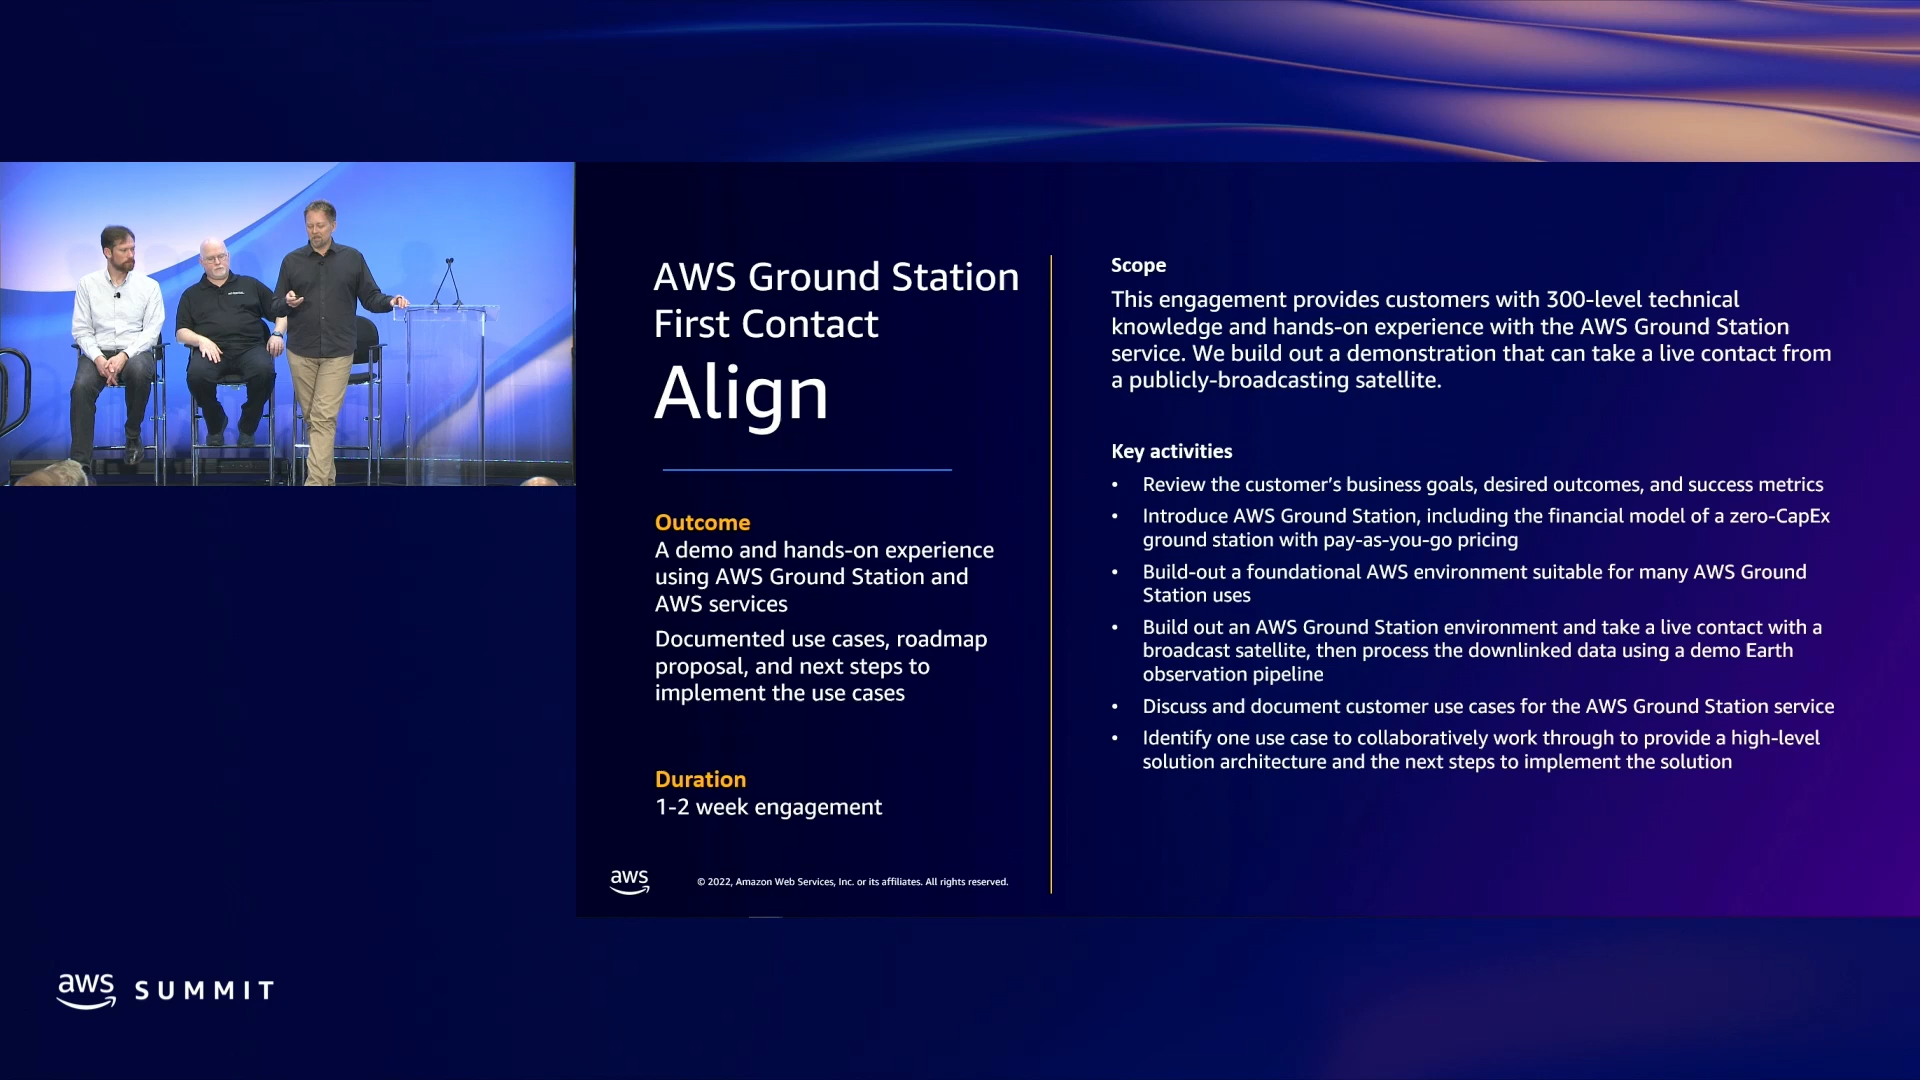 AWS Ground Station
First Contact
Align
Outcome
A demo and hands-on experience
using AWS Ground Station and
AWS services
Documented use cases, roadmap
proposal, and next steps to
implement the use cases
Duration
1-2 week engagement
aws
© 2022, Amazon Web Services, Inc. or its affiliates. All rights reserved.
Scope
This engagement provides customers with 300-level technical
knowledge and hands-on experience with the AWS Ground Station
service. We build out a demonstration that can take a live contact from
a publicly-broadcasting satellite.
Key activities
• Review the customer’s business goals, desired outcomes, and success metrics
• Introduce AWS Ground Station, including the financial model of a zero-CapEx
ground station with pay-as-you-go pricing
• Build-out a foundational AWS environment suitable for many AWS Ground
Station uses
• Build out an AWS Ground Station environment and take a live contact with a
broadcast satellite, then process the downlinked data using a demo Earth
observation pipeline
• Discuss and document customer use cases for the AWS Ground Station service
• Identify one use case to collaboratively work through to provide a high-level
solution architecture and the next steps to implement the solution
aws SUMMIT